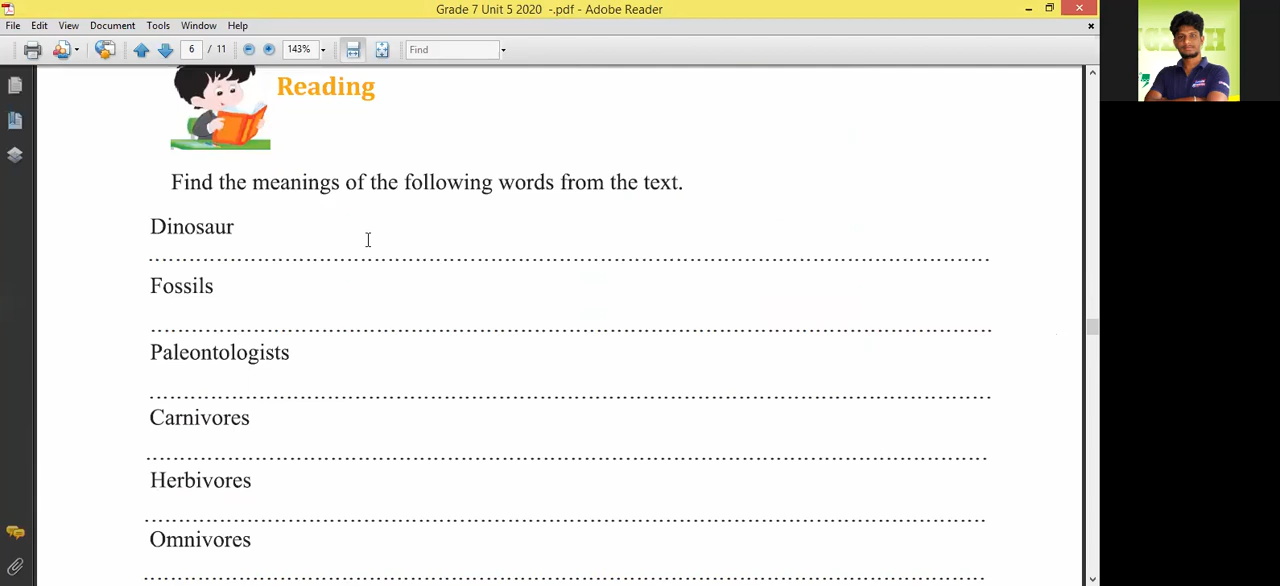 Grade 7 Unit 5 2020 -.pdf - Adobe Reader
File Edit View Document Tools Window Help
6 / 11 143% Find
Reading
Find the meanings of the following words from the text.
Dinosaur
Fossils
Paleontologists
Carnivores
Herbivores
Omnivores